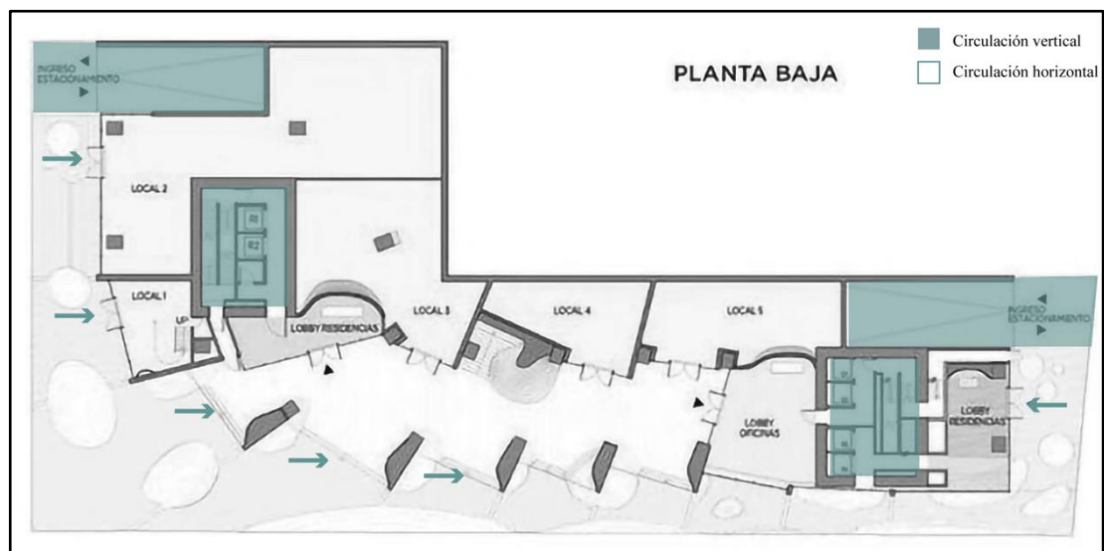 Circulación vertical
Circulación horizontal
PLANTA BAJA
INGRESO
ESTACIONAMIENTO
LOCAL 2
LOCAL 1
UP
LOBBY RESIDENCIAS
LOCAL 3
LOCAL 4
LOCAL 5
INGRESO
ESTACIONAMIENTO
LOBBY
OFICINAS
LOBBY
RESIDENCIAS